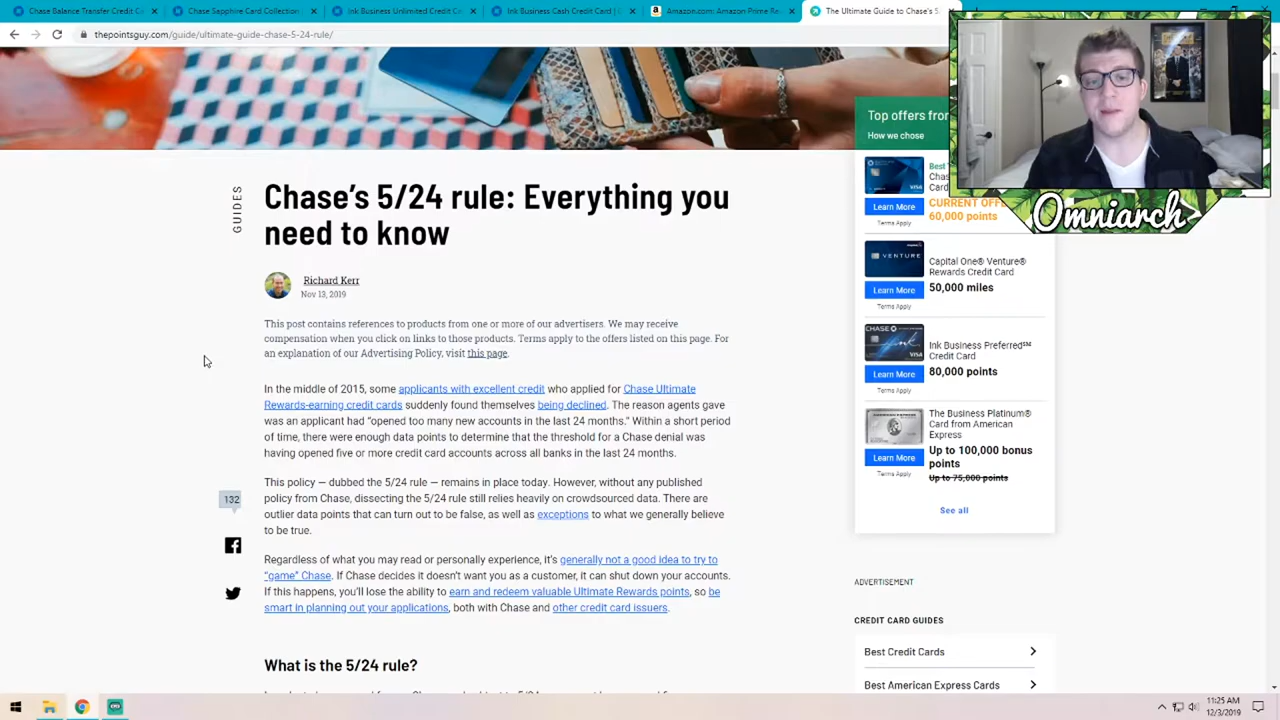 Chase Balance Transfer Credit C
Chase Sapphire Card Collection
Ink Business Unlimited Credit C
Ink Business Cash Credit Card | C
Amazon.com: Amazon Prime Re
The Ultimate Guide to Chase's 5
thepointsguy.com/guide/ultimate-guide-chase-5-24-rule/
Omniarch
GUIDES
Chase's 5/24 rule: Everything you
need to know
Richard Kerr
Nov 13, 2019
This post contains references to products from one or more of our advertisers. We may receive
compensation when you click on links to those products. Terms apply to the offers listed on this page. For
an explanation of our Advertising Policy, visit this page.
In the middle of 2015, some applicants with excellent credit who applied for Chase Ultimate
Rewards-earning credit cards suddenly found themselves being declined. The reason agents gave
was an applicant had “opened too many new accounts in the last 24 months.” Within a short period
of time, there were enough data points to determine that the threshold for a Chase denial was
having opened five or more credit card accounts across all banks in the last 24 months.
This policy — dubbed the 5/24 rule — remains in place today. However, without any published
policy from Chase, dissecting the 5/24 rule still relies heavily on crowdsourced data. There are
outlier data points that can turn out to be false, as well as exceptions to what we generally believe
to be true.
132
Regardless of what you may read or personally experience, it's generally not a good idea to try to
“game” Chase. If Chase decides it doesn't want you as a customer, it can shut down your accounts.
If this happens, you'll lose the ability to earn and redeem valuable Ultimate Rewards points, so be
smart in planning out your applications, both with Chase and other credit card issuers.
What is the 5/24 rule?
Top offers from
How we chose
Best
Chas
Card
Learn More
CURRENT OFF
60,000 points
Terms Apply
VENTURE
Capital One® Venture®
Rewards Credit Card
Learn More
50,000 miles
Terms Apply
CHASE
VISA
Ink Business Preferred℠
Credit Card
Learn More
80,000 points
Terms Apply
The Business Platinum®
Card from American
Express
Learn More
Up to 100,000 bonus
points
Terms Apply
Up to 75,000 points
See all
ADVERTISEMENT
CREDIT CARD GUIDES
Best Credit Cards
Best American Express Cards
11:25 AM
12/3/2019